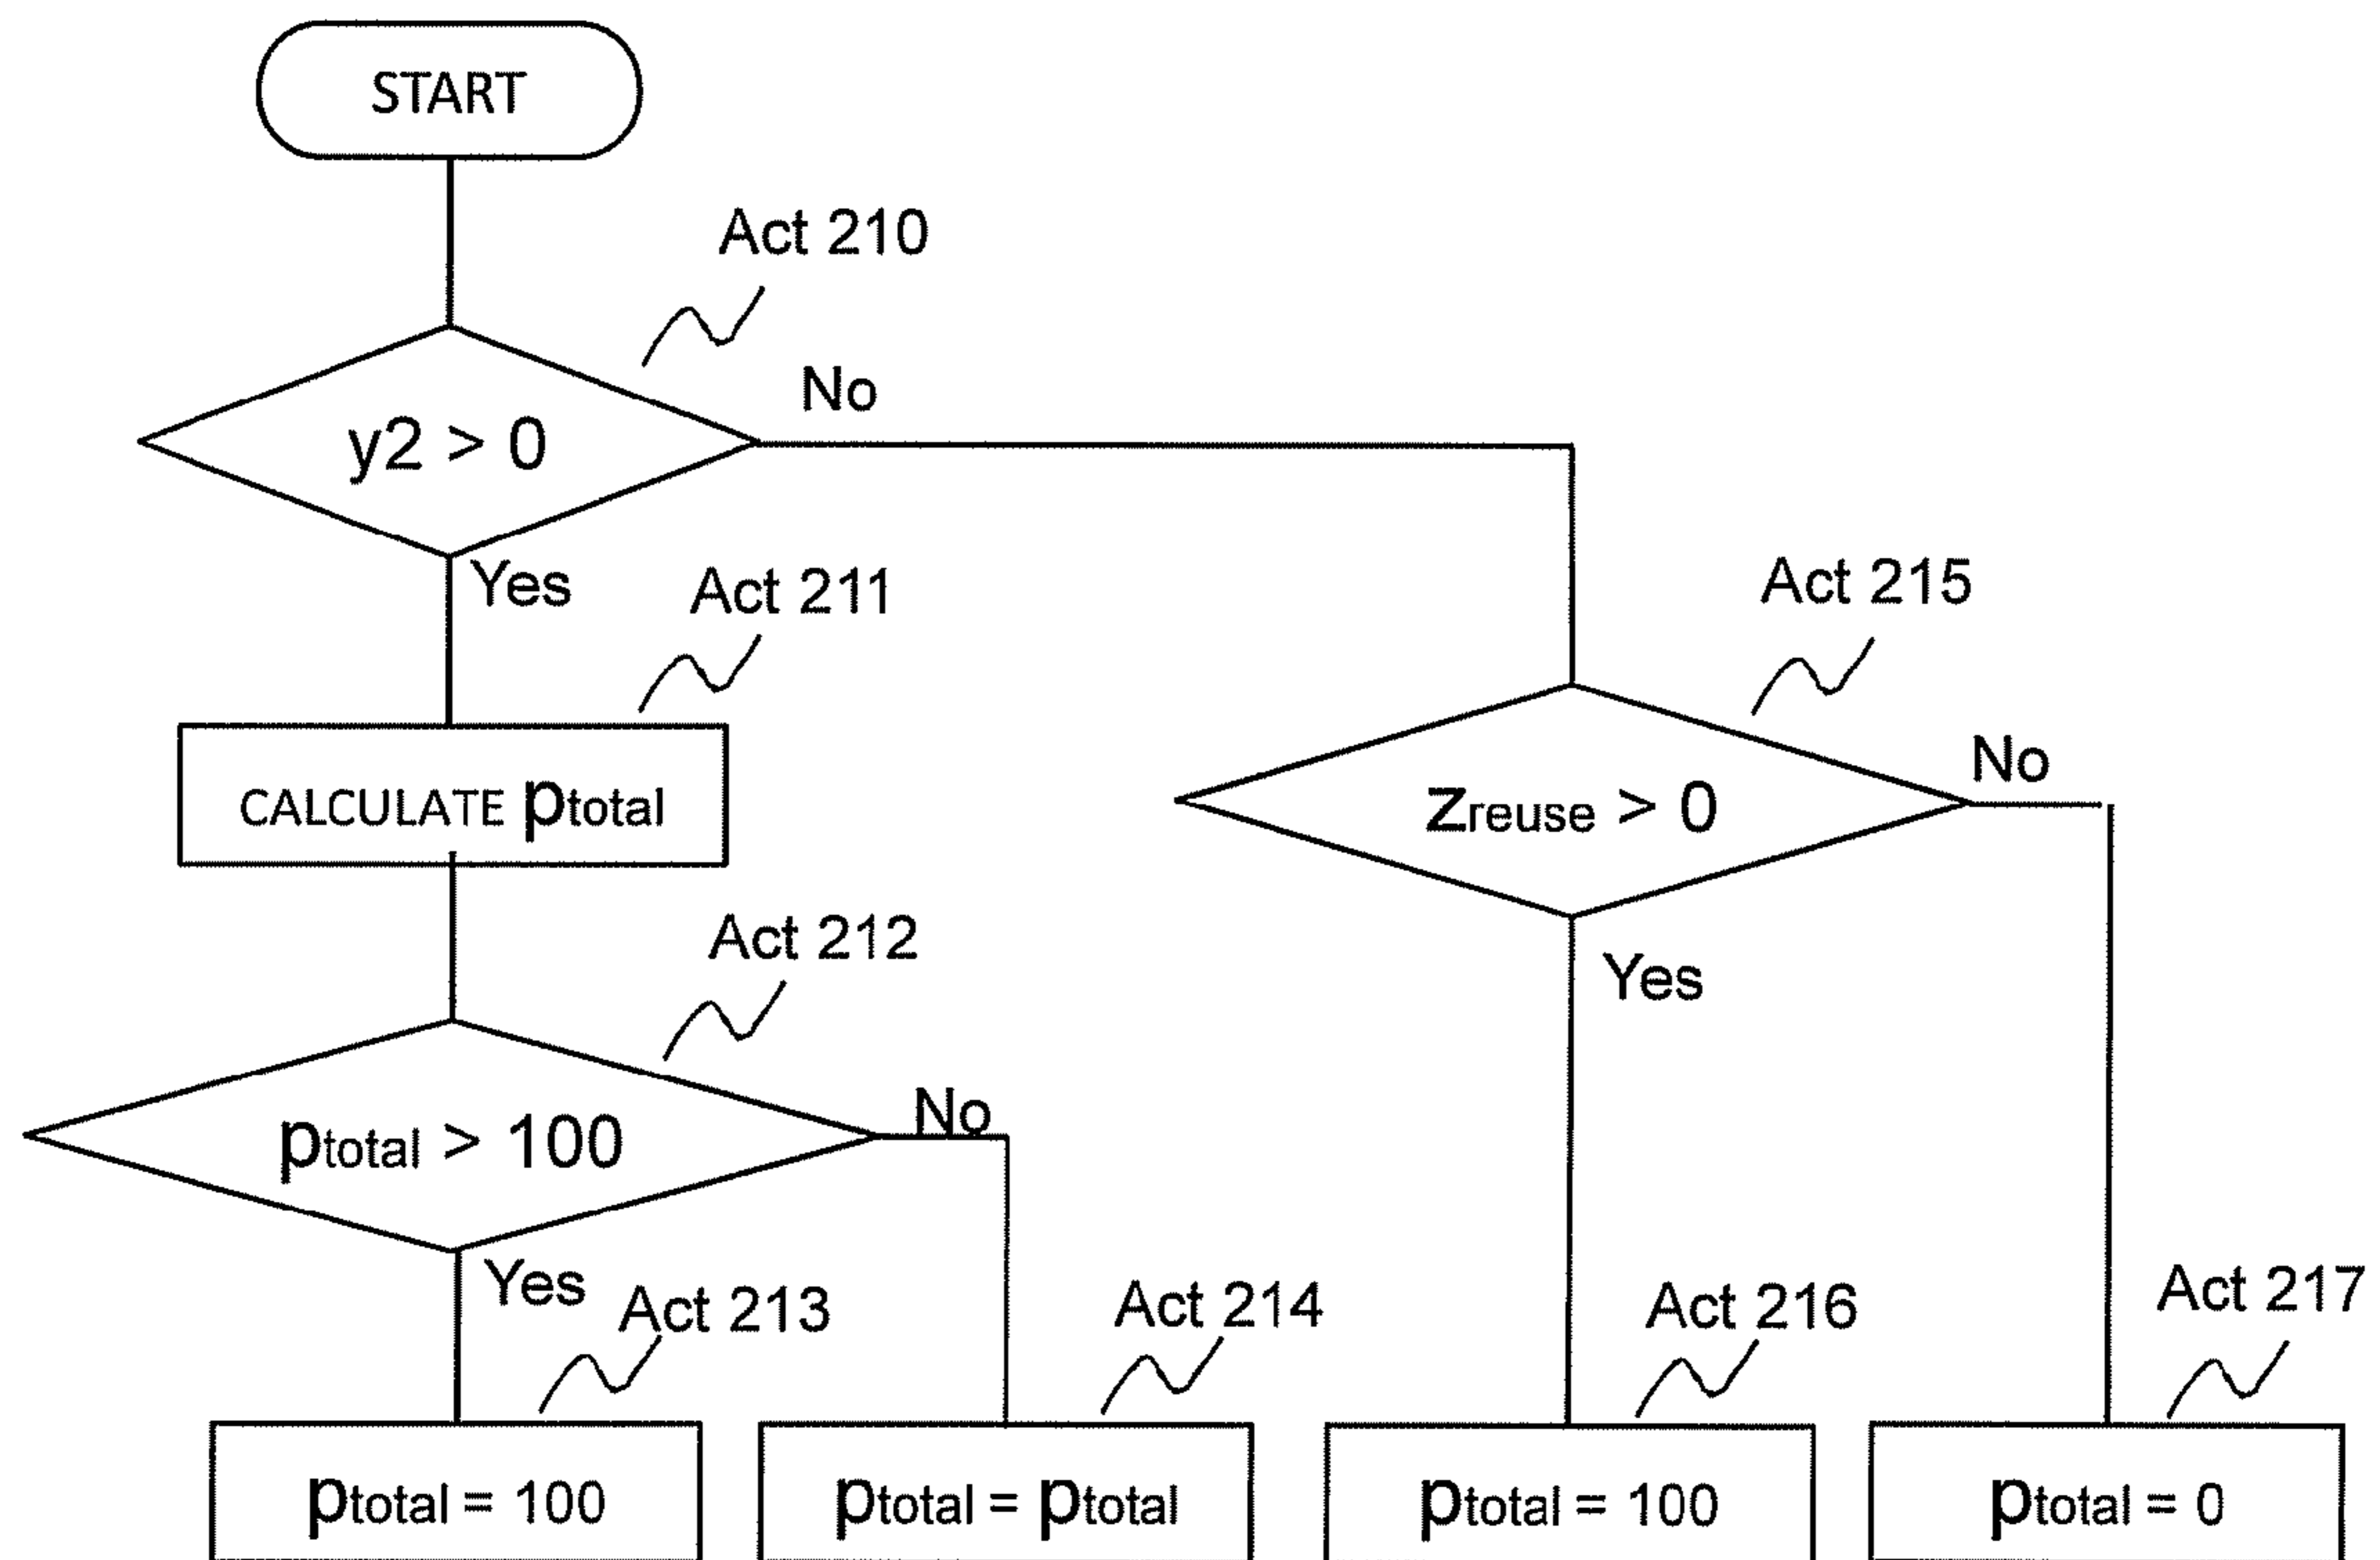 START
Act 210
No
y2 > 0
Yes
Act 211
Act 215
CALCULATE ptotal
No
zreuse > 0
Act 212
Yes
No
ptotal > 100
Yes
Act 213
Act 214
Act 216
Act 217
ptotal = 100
ptotal = ptotal
ptotal = 100
ptotal = 0